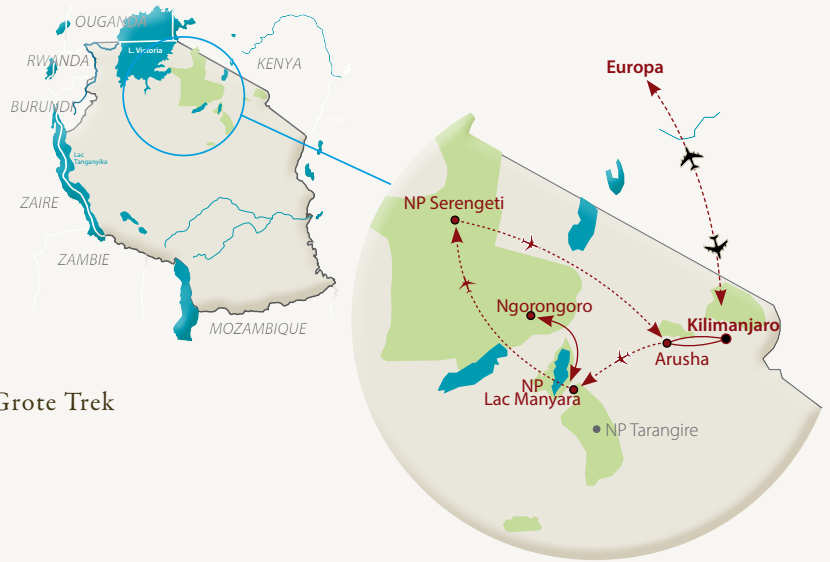 OUGANDA
L. Victoria
RWANDA
KENYA
BURUNDI
Lac
Tanganyika
ZAIRE
ZAMBIE
MOZAMBIQUE
Grote Trek
Europa
NP Serengeti
Ngorongoro
Kilimanjaro
Arusha
NP
Lac Manyara
NP Tarangire